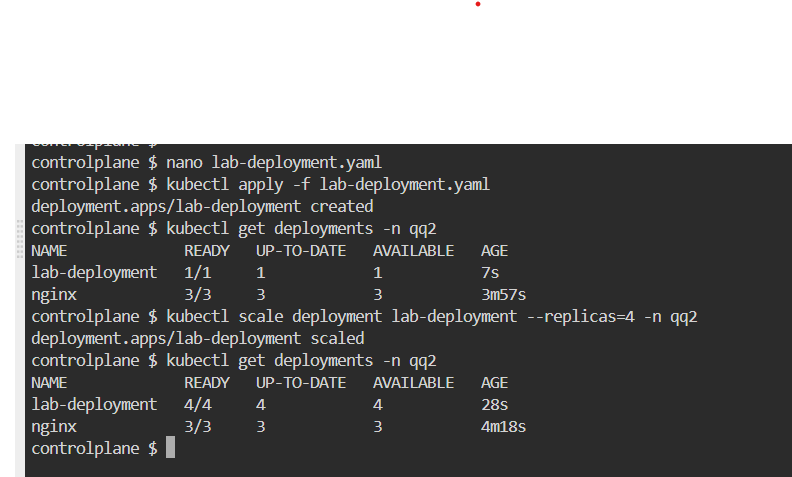 controlplane $
controlplane $ nano lab-deployment.yaml
controlplane $ kubectl apply -f lab-deployment.yaml
deployment.apps/lab-deployment created
controlplane $ kubectl get deployments -n qq2
NAME READY UP-TO-DATE AVAILABLE AGE
lab-deployment 1/1 1 1 7s
nginx 3/3 3 3 3m57s
controlplane $ kubectl scale deployment lab-deployment --replicas=4 -n qq2
deployment.apps/lab-deployment scaled
controlplane $ kubectl get deployments -n qq2
NAME READY UP-TO-DATE AVAILABLE AGE
lab-deployment 4/4 4 4 28s
nginx 3/3 3 3 4m18s
controlplane $